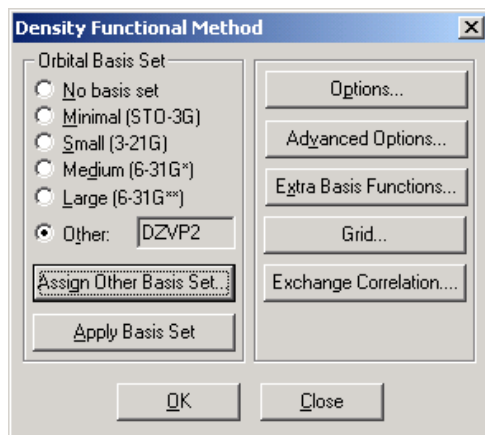 Density Functional Method
Orbital Basis Set
No basis set
Minimal (STO-3G)
Small (3-21G)
Medium (6-31G*)
Large (6-31G**)
Other: DZVP2
Assign Other Basis Set..
Apply Basis Set
Options...
Advanced Options...
Extra Basis Functions...
Grid...
Exchange Correlation....
OK
Close